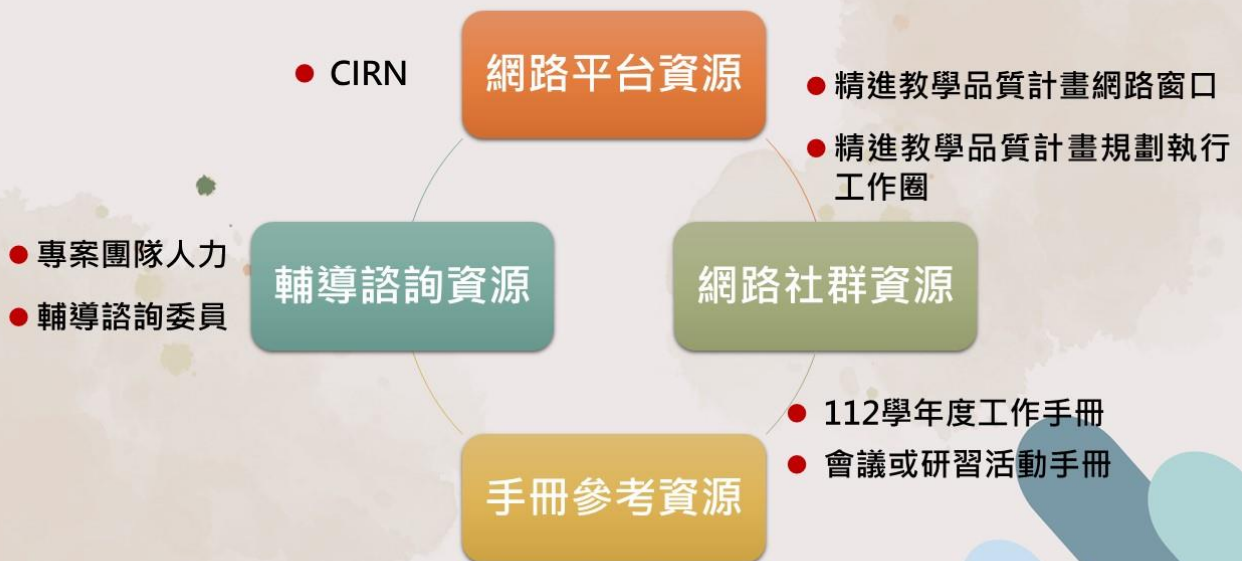 網路平台資源
● CIRN
● 精進教學品質計畫網路窗口
● 精進教學品質計畫規劃執行
工作圈
● 專案團隊人力
● 輔導諮詢委員
輔導諮詢資源
網路社群資源
● 112學年度工作手冊
● 會議或研習活動手冊
手冊參考資源